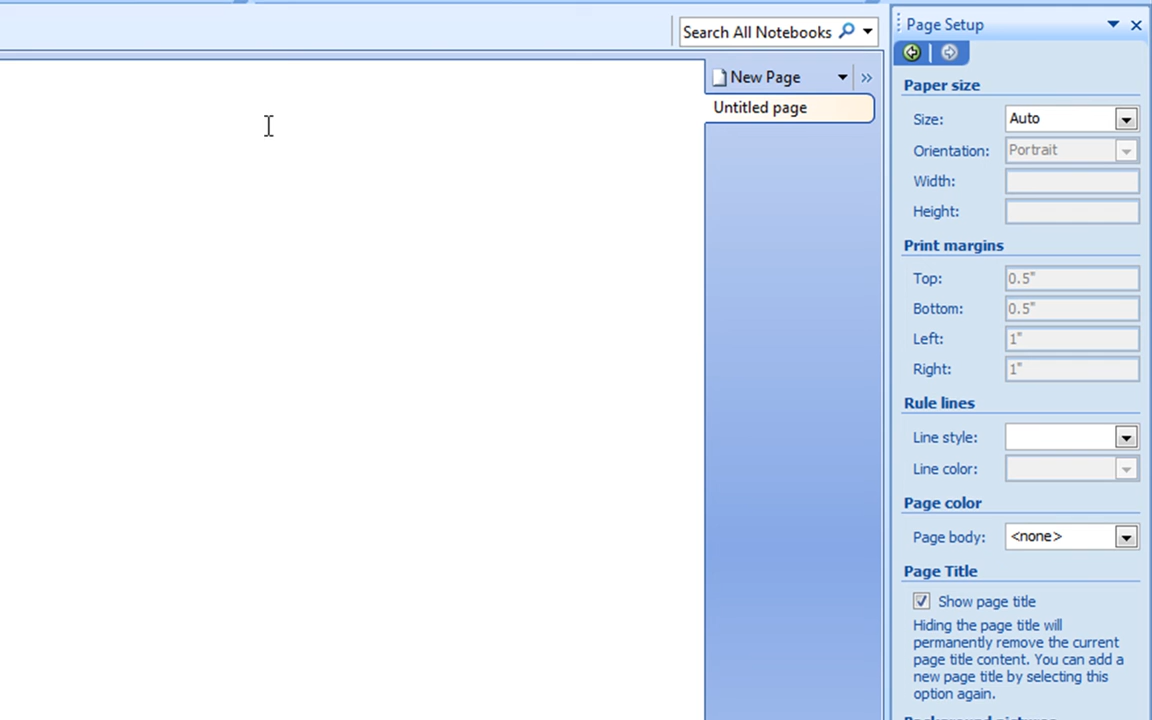 Search All Notebooks
New Page
Untitled page
Page Setup
Paper size
Size: Auto
Orientation: Portrait
Width:
Height:
Print margins
Top: 0.5"
Bottom: 0.5"
Left: 1"
Right: 1"
Rule lines
Line style:
Line color:
Page color
Page body: <none>
Page Title
Show page title
Hiding the page title will
permanently remove the current
page title content. You can add a
new page title by selecting this
option again.
Background pictures